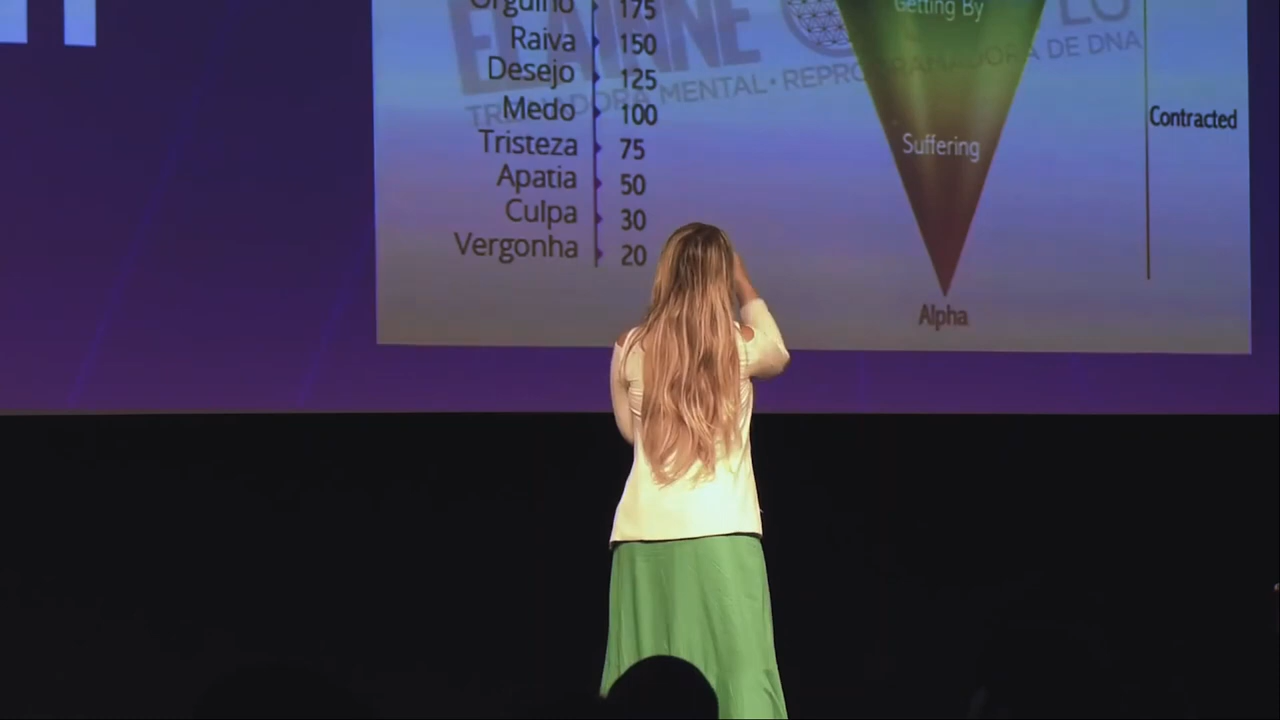 Orgulho 175
Raiva 150
Desejo 125
Medo 100
Tristeza 75
Apatia 50
Culpa 30
Vergonha 20
Getting By
Suffering
Alpha
Contracted
MENTAL • REPROGRAMADORA DE DNA